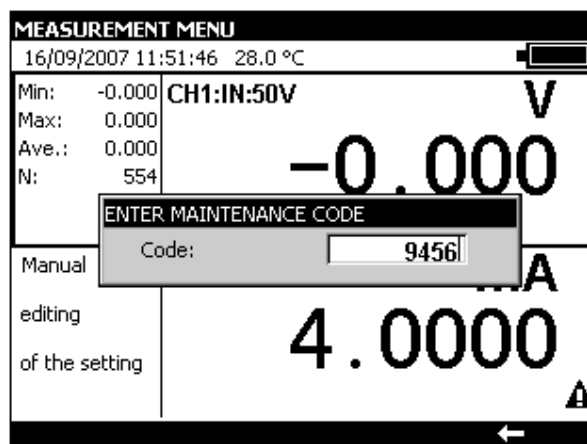 MEASUREMENT MENU
16/09/2007 11:51:46 28.0 °C
Min: -0.000
Max: 0.000
Ave.: 0.000
N: 554
CH1:IN:50V
V
-0.000
ENTER MAINTENANCE CODE
Code: 9456
Manual
editing
of the setting
mA
4.0000